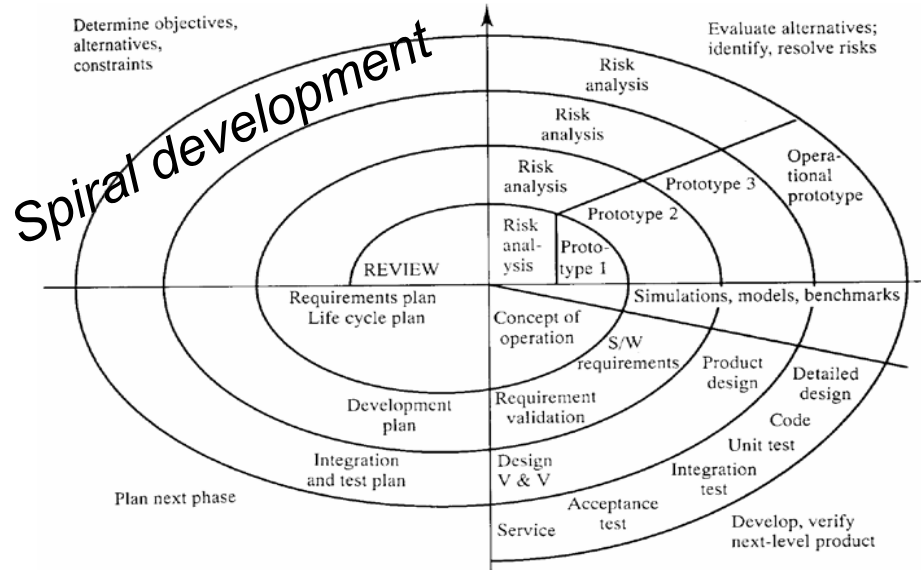 Determine objectives,
alternatives,
constraints
Spiral development
Evaluate alternatives;
identify, resolve risks
Risk
analysis
Risk
analysis
Risk
analysis
Risk
anal-
ysis
Proto-
type 1
Prototype 2
Prototype 3
Opera-
tional
prototype
REVIEW
Requirements plan
Life cycle plan
Simulations, models, benchmarks
Concept of
operation
S/W
requirements
Product
design
Detailed
design
Development
plan
Requirement
validation
Code
Unit test
Integration
and test plan
Design
V & V
Integration
test
Acceptance
test
Service
Plan next phase
Develop, verify
next-level product